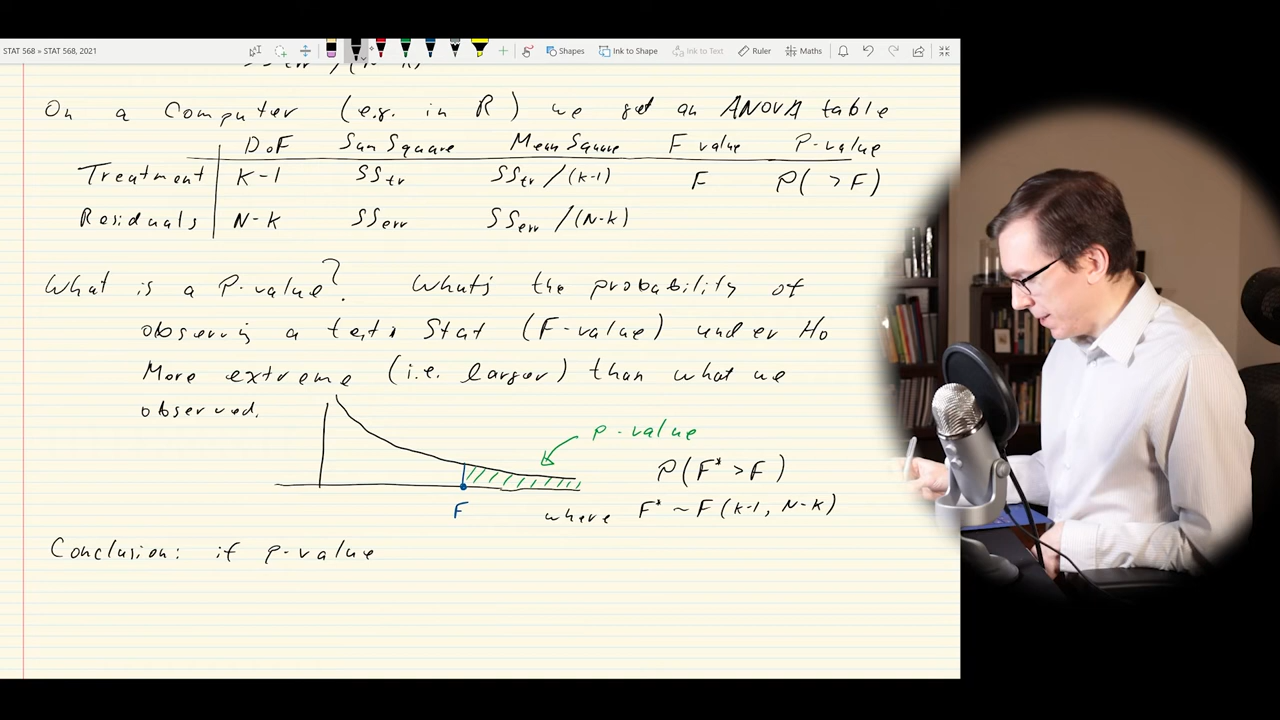 STAT 568 » STAT 568, 2021
Shapes Ink to Shape Ink to Text Ruler Maths
SSerr /(N-k)
On a Computer (e.g. in R) we get an ANOVA table
DoF Sum Square Mean Square F value P-value
Treatment K-1 SStr SStr /(k-1) F P( >F)
Residuals N-K SSerr SSerr /(N-k)
What is a P-value? What's the probability of
observing a test Stat (F-value) under Ho
More extreme (i.e. larger) than what we
observed.
p-value
P(F* >F)
F
where F* ~ F (k-1, N-k)
Conclusion: if p-value